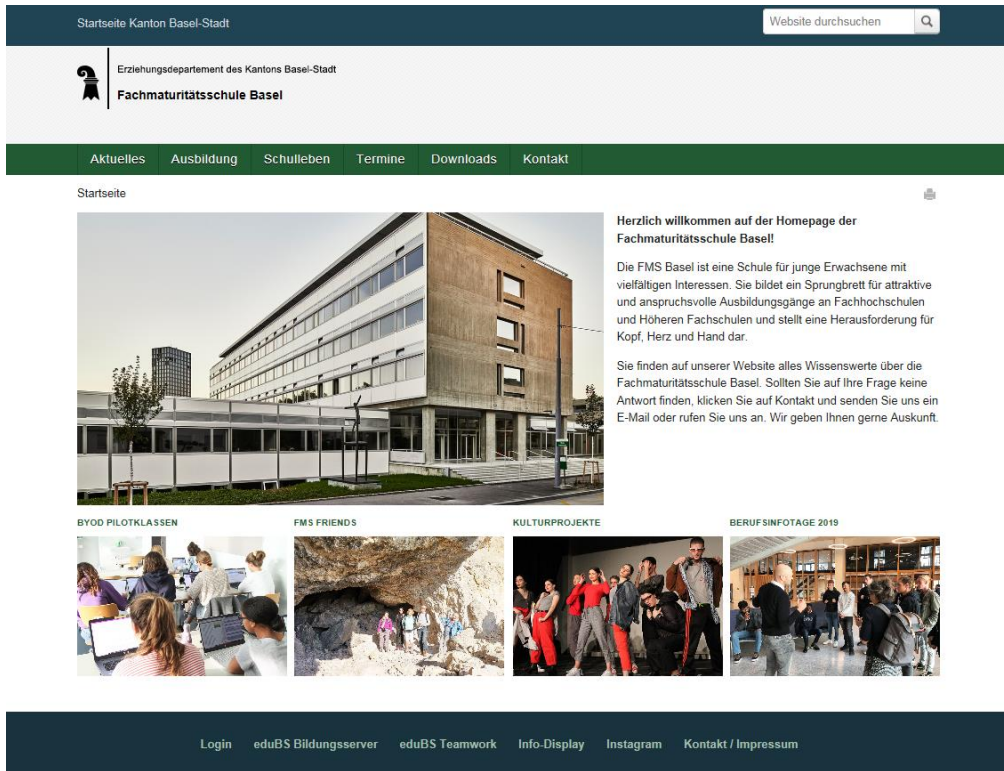 Startseite Kanton Basel-Stadt
Website durchsuchen
Erziehungsdepartement des Kantons Basel-Stadt
Fachmaturitätsschule Basel
Aktuelles Ausbildung Schulleben Termine Downloads Kontakt
Startseite
Herzlich willkommen auf der Homepage der
Fachmaturitätsschule Basel!
Die FMS Basel ist eine Schule für junge Erwachsene mit
vielfältigen Interessen. Sie bildet ein Sprungbrett für attraktive
und anspruchsvolle Ausbildungsgänge an Fachhochschulen
und Höheren Fachschulen und stellt eine Herausforderung für
Kopf, Herz und Hand dar.
Sie finden auf unserer Website alles Wissenswerte über die
Fachmaturitätsschule Basel. Sollten Sie auf Ihre Frage keine
Antwort finden, klicken Sie auf Kontakt und senden Sie uns ein
E-Mail oder rufen Sie uns an. Wir geben Ihnen gerne Auskunft.
BYOD PILOTKLASSEN
FMS FRIENDS
KULTURPROJEKTE
BERUFSINFOTAGE 2019
Login eduBS Bildungsserver eduBS Teamwork Info-Display Instagram Kontakt / Impressum